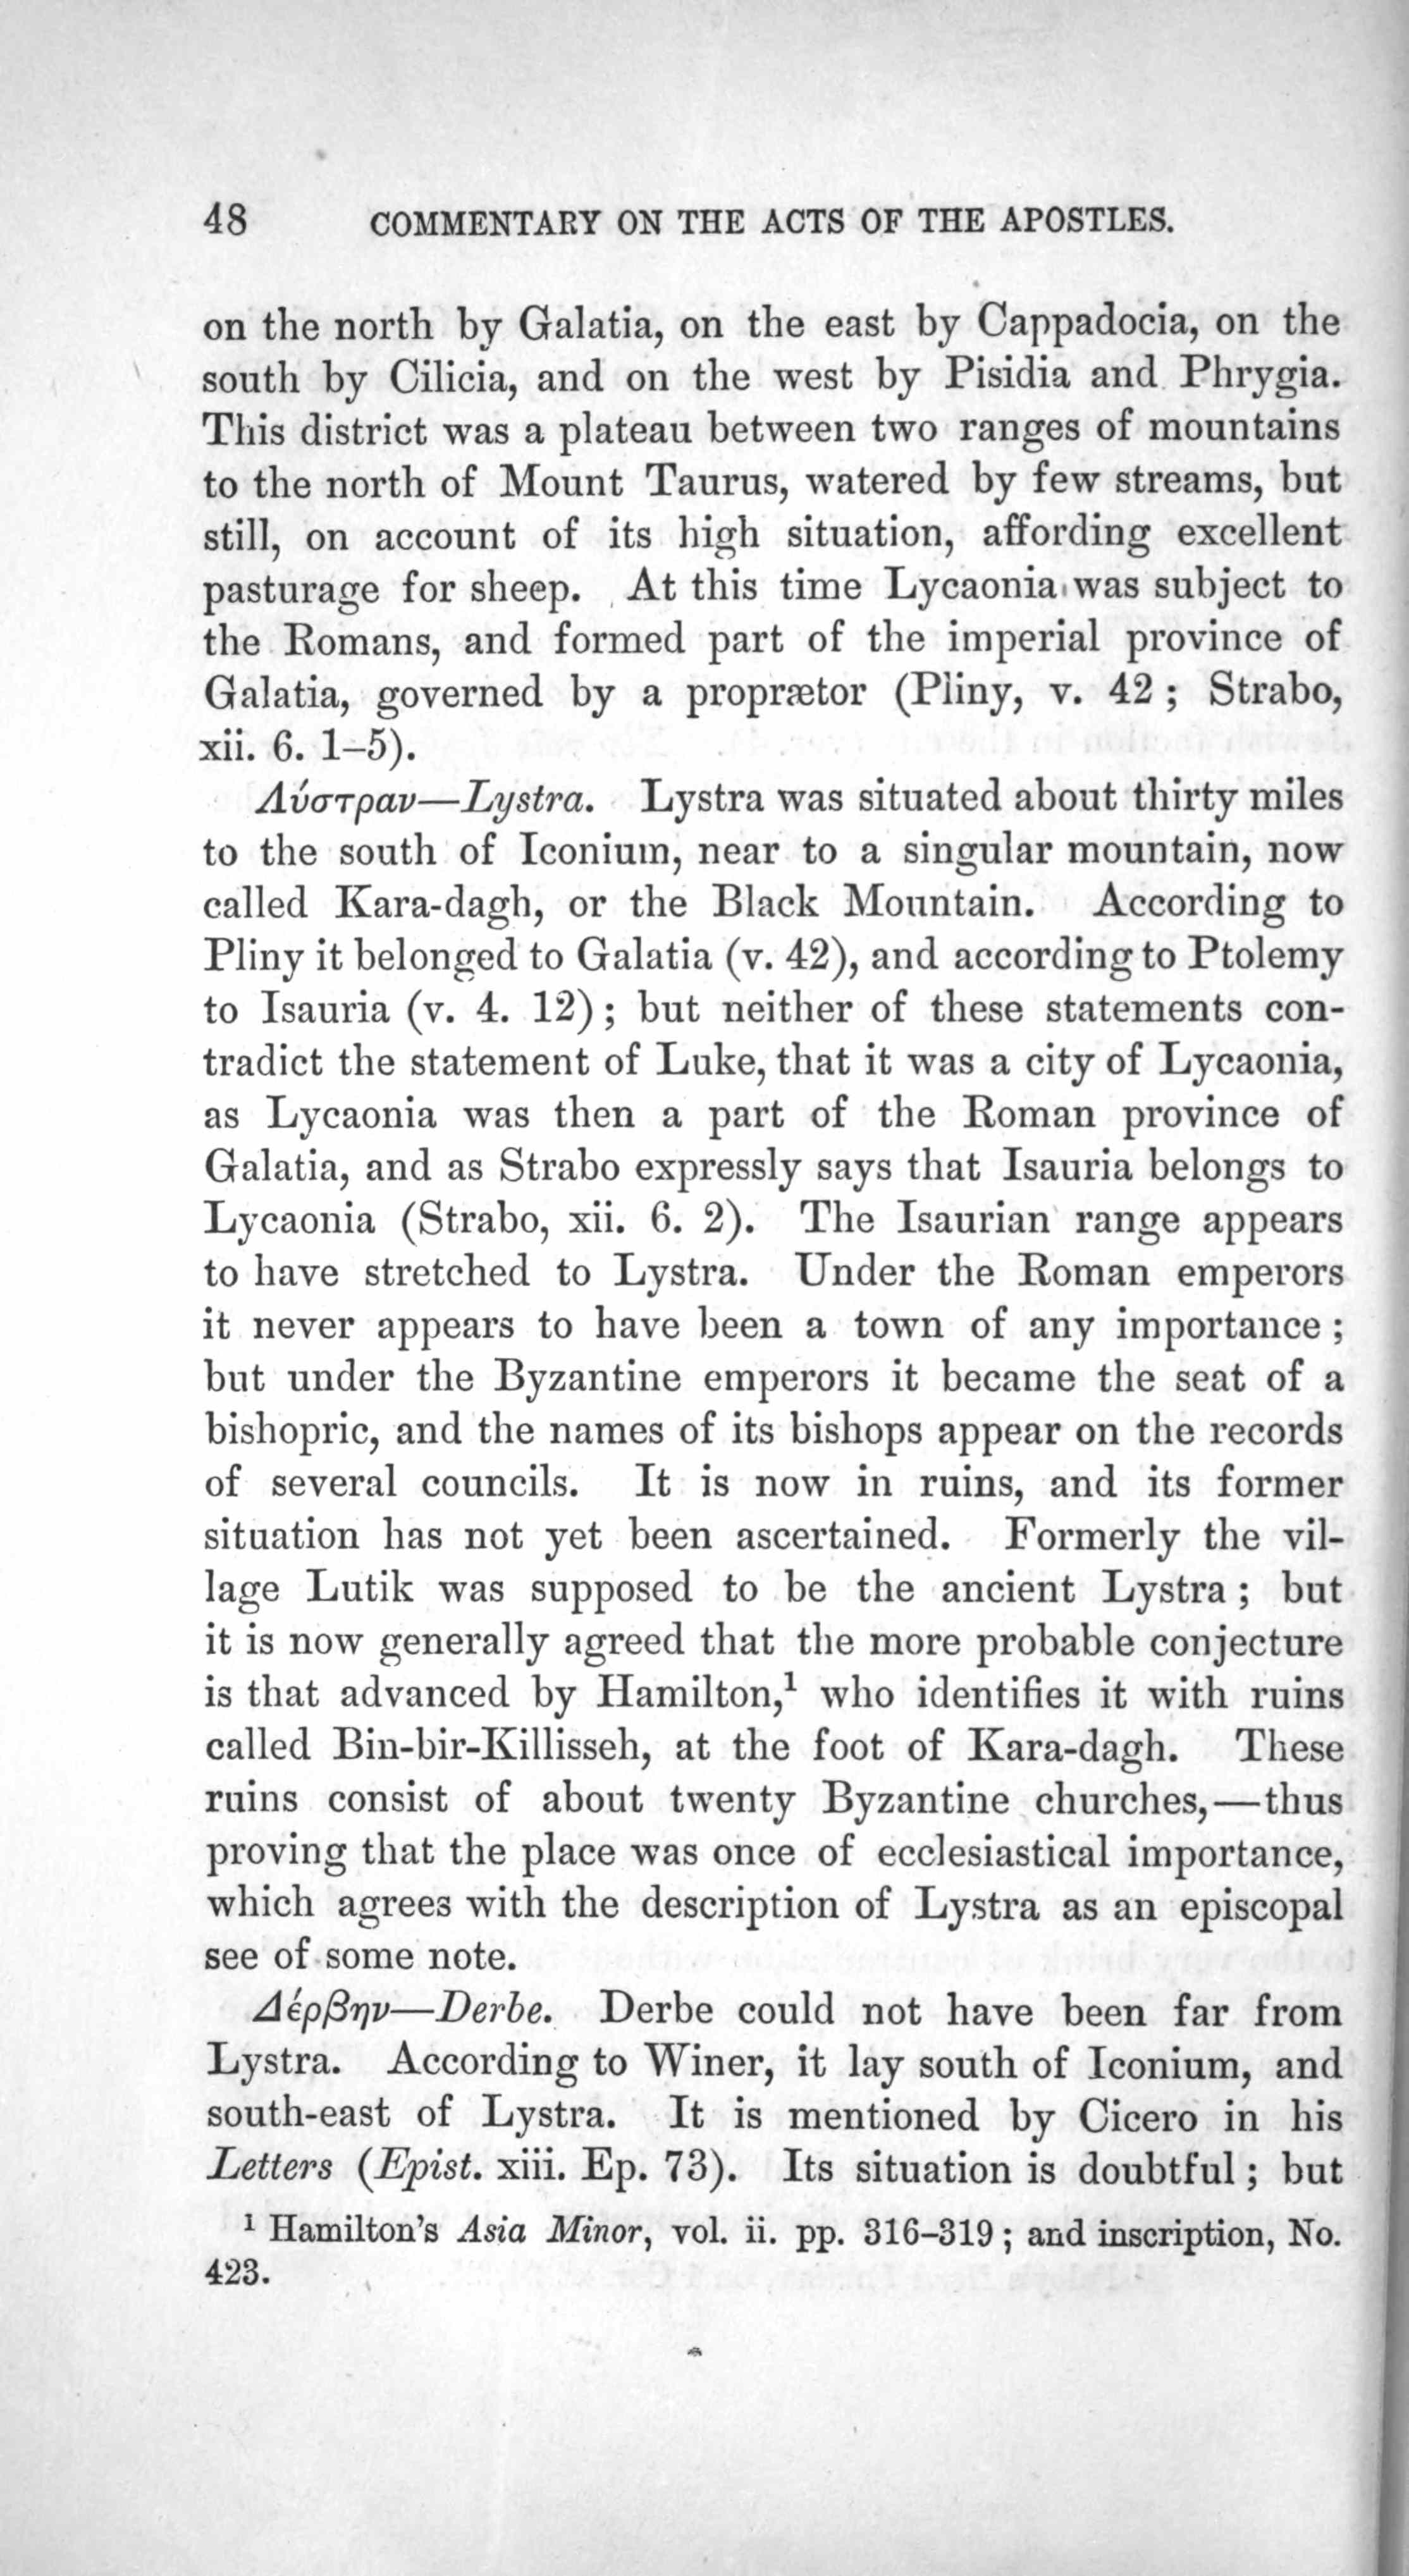 48 COMMENTARY ON THE ACTS OF THE APOSTLES.
on the north by Galatia, on the east by Cappadocia, on the
south by Cilicia, and on the west by Pisidia and Phrygia.
This district was a plateau between two ranges of mountains
to the north of Mount Taurus, watered by few streams, but
still, on account of its high situation, affording excellent
pasturage for sheep. At this time Lycaonia was subject to
the Romans, and formed part of the imperial province of
Galatia, governed by a proprætor (Pliny, v. 42 ; Strabo,
xii. 6. 1–5).
Λύστραν—Lystra. Lystra was situated about thirty miles
to the south of Iconium, near to a singular mountain, now
called Kara-dagh, or the Black Mountain. According to
Pliny it belonged to Galatia (v. 42), and according to Ptolemy
to Isauria (v. 4. 12) ; but neither of these statements con-
tradict the statement of Luke, that it was a city of Lycaonia,
as Lycaonia was then a part of the Roman province of
Galatia, and as Strabo expressly says that Isauria belongs to
Lycaonia (Strabo, xii. 6. 2). The Isaurian range appears
to have stretched to Lystra. Under the Roman emperors
it never appears to have been a town of any importance ;
but under the Byzantine emperors it became the seat of a
bishopric, and the names of its bishops appear on the records
of several councils. It is now in ruins, and its former
situation has not yet been ascertained. Formerly the vil-
lage Lutik was supposed to be the ancient Lystra ; but
it is now generally agreed that the more probable conjecture
is that advanced by Hamilton,¹ who identifies it with ruins
called Bin-bir-Killisseh, at the foot of Kara-dagh. These
ruins consist of about twenty Byzantine churches,—thus
proving that the place was once of ecclesiastical importance,
which agrees with the description of Lystra as an episcopal
see of some note.
Δέρβην—Derbe. Derbe could not have been far from
Lystra. According to Winer, it lay south of Iconium, and
south-east of Lystra. It is mentioned by Cicero in his
Letters (Epist. xiii. Ep. 73). Its situation is doubtful ; but
¹ Hamilton's Asia Minor, vol. ii. pp. 316–319 ; and inscription, No.
423.